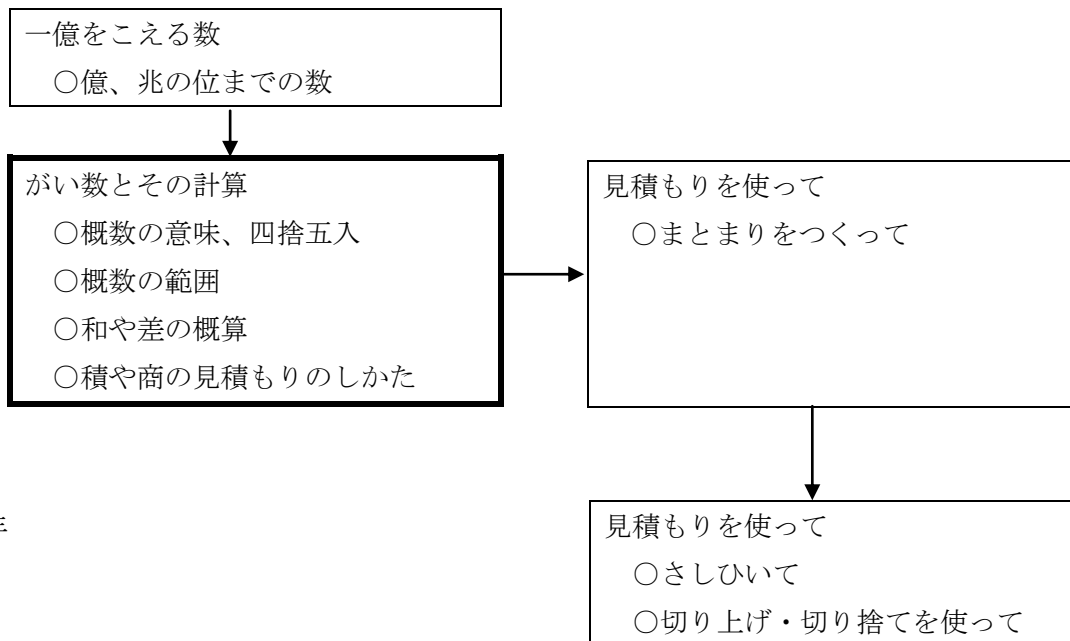 一億をこえる数
○億、兆の位までの数
がい数とその計算
○概数の意味、四捨五入
○概数の範囲
○和や差の概算
○積や商の見積もりのしかた
見積もりを使って
○まとまりをつくって
見積もりを使って
○さしひいて
○切り上げ・切り捨てを使って